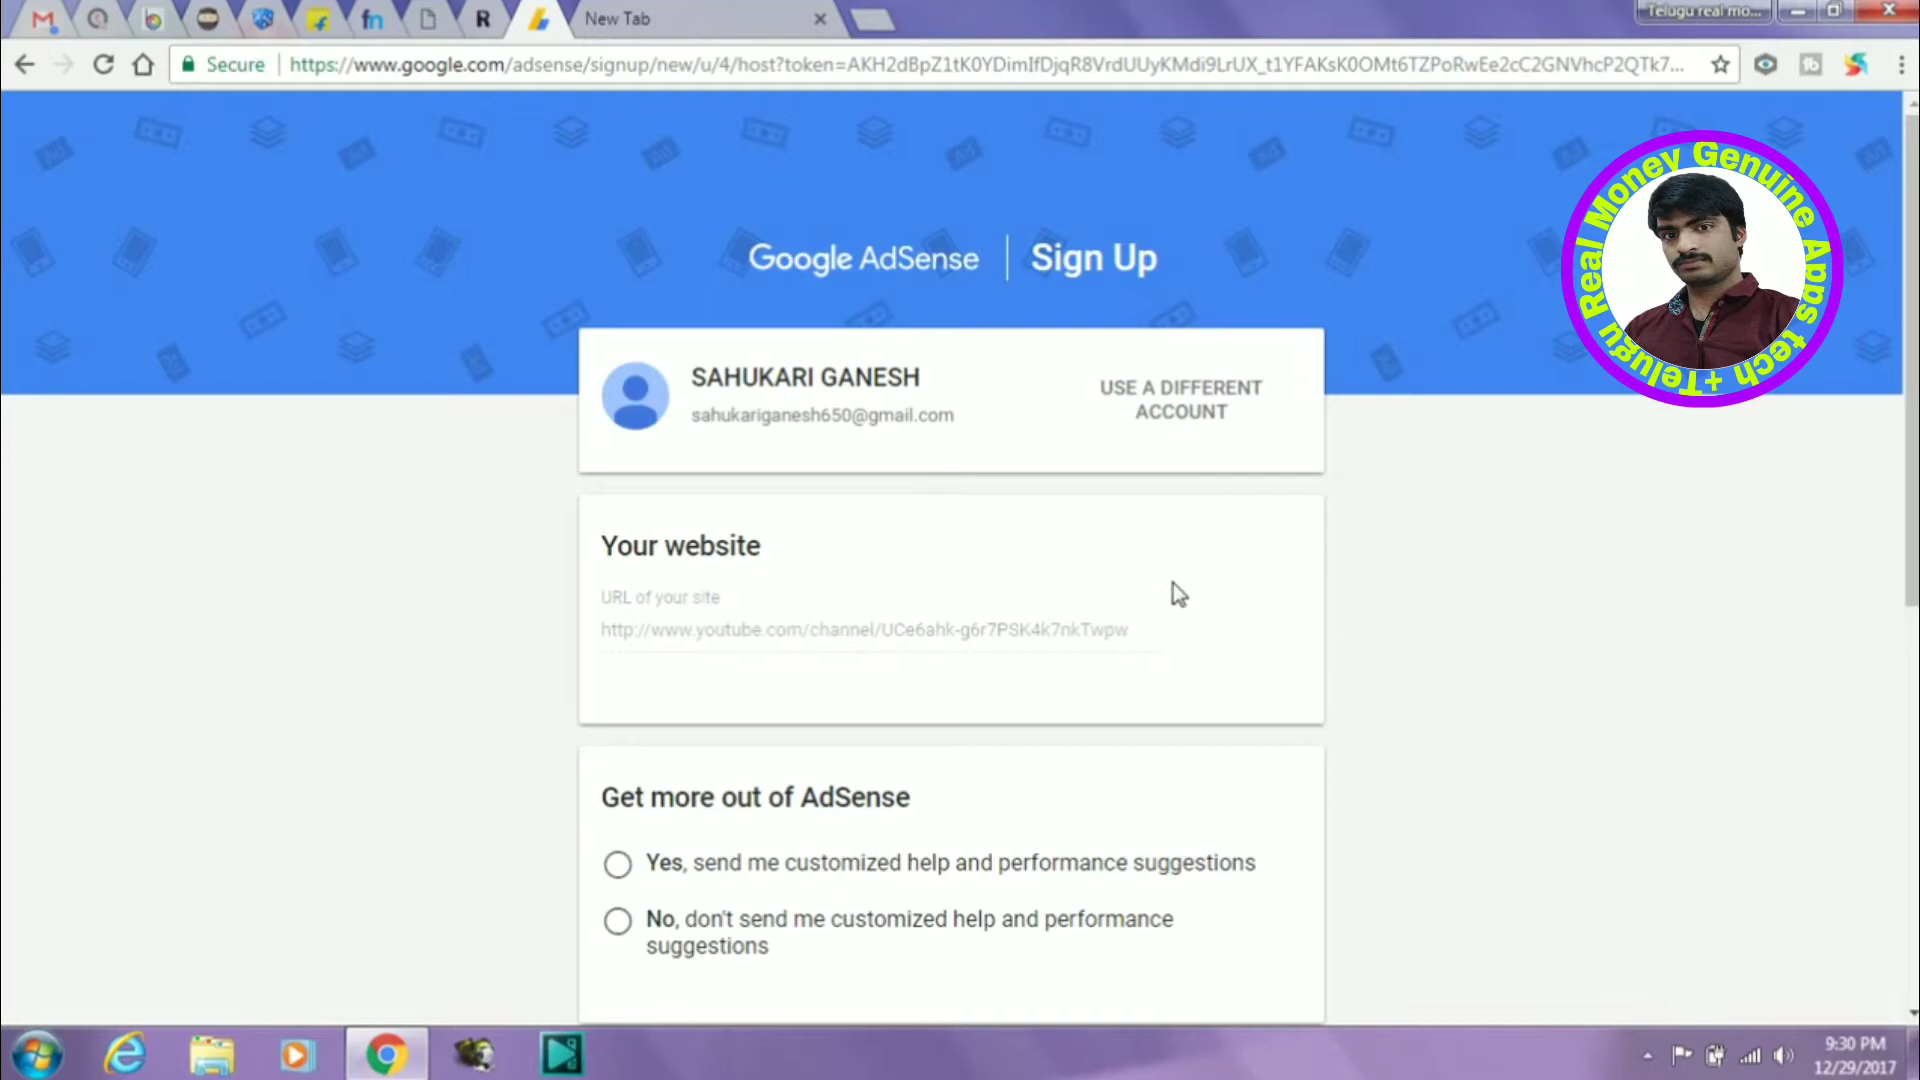 New Tab
Telugu real mo...
Secure
https://www.google.com/adsense/signup/new/u/4/host?token=AKH2dBpZ1tK0YDimIfDjqR8VrdUUyKMdi9LrUX_t1YFAKsK0OMt6TZPoRwEe2cC2GNVhcP2QTk7...
Google AdSense
Sign Up
Telugu Real Money Genuine Apps tech +
SAHUKARI GANESH
sahukariganesh650@gmail.com
USE A DIFFERENT
ACCOUNT
Your website
URL of your site
http://www.youtube.com/channel/UCe6ahk-g6r7PSK4k7nkTwpw
Get more out of AdSense
Yes, send me customized help and performance suggestions
No, don't send me customized help and performance
suggestions
9:30 PM
12/29/2017